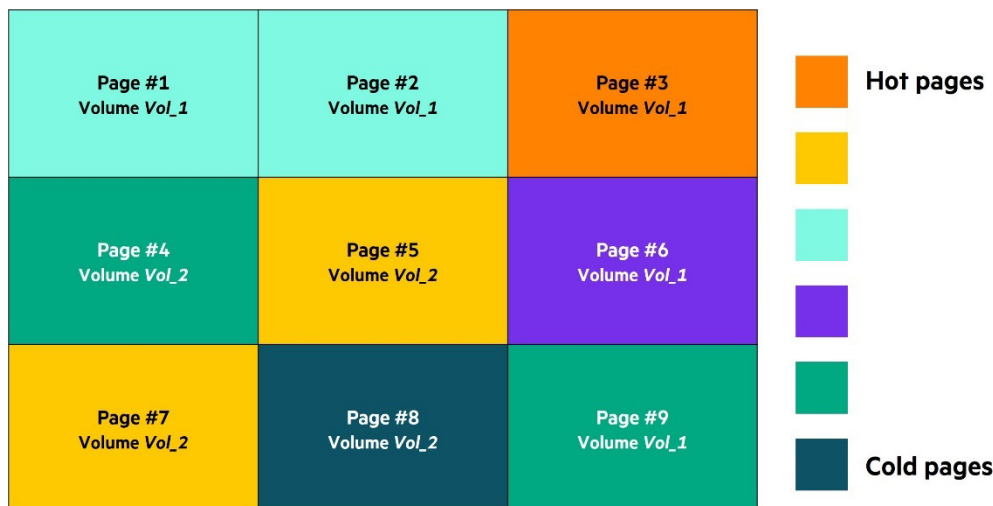 Page #1
Volume Vol_1
Page #2
Volume Vol_1
Page #3
Volume Vol_1
Hot pages
Page #4
Volume Vol_2
Page #5
Volume Vol_2
Page #6
Volume Vol_1
Page #7
Volume Vol_2
Page #8
Volume Vol_2
Page #9
Volume Vol_1
Cold pages